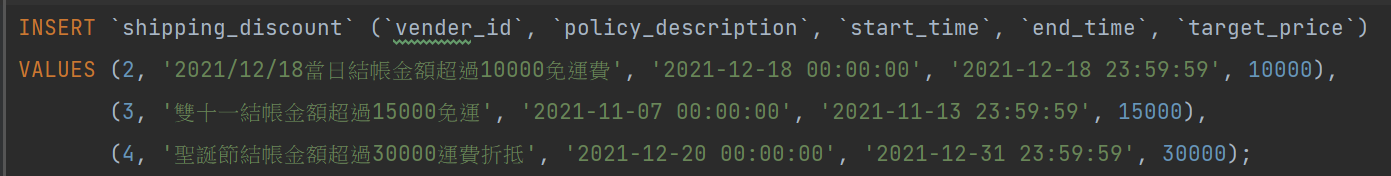 INSERT `shipping_discount` (`vender_id`, `policy_description`, `start_time`, `end_time`, `target_price`)
VALUES (2, '2021/12/18當日結帳金額超過10000免運費', '2021-12-18 00:00:00', '2021-12-18 23:59:59', 10000),
(3, '雙十一結帳金額超過15000免運', '2021-11-07 00:00:00', '2021-11-13 23:59:59', 15000),
(4, '聖誕節結帳金額超過30000運費折抵', '2021-12-20 00:00:00', '2021-12-31 23:59:59', 30000);